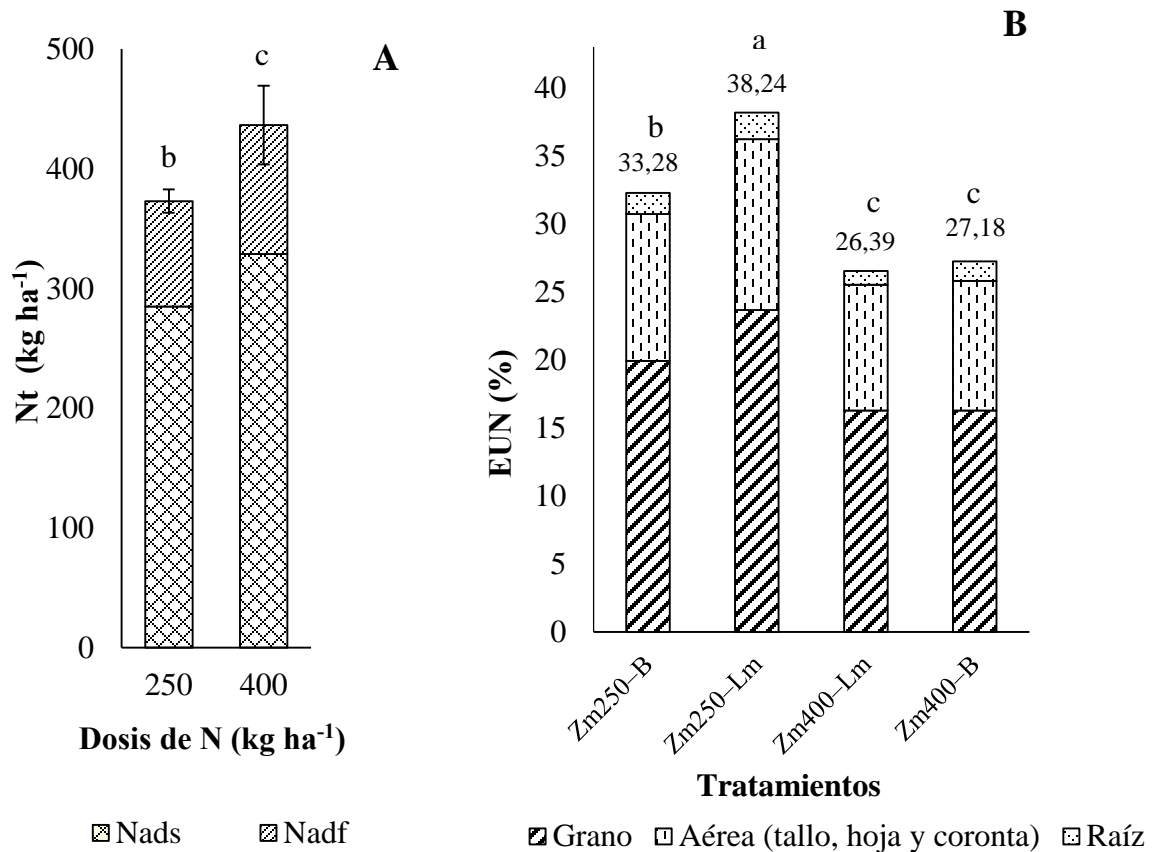 A
500
400
300
200
100
0
Nt (kg ha-1)
b
c
250 400
Dosis de N (kg ha-1)
Nads Nadf
B
40
35
30
25
20
15
10
5
0
EUN (%)
b
33,28
a
38,24
c
26,39
c
27,18
Zm250–B
Zm250–Lm
Zm400–Lm
Zm400–B
Tratamientos
Grano Aérea (tallo, hoja y coronta) Raíz